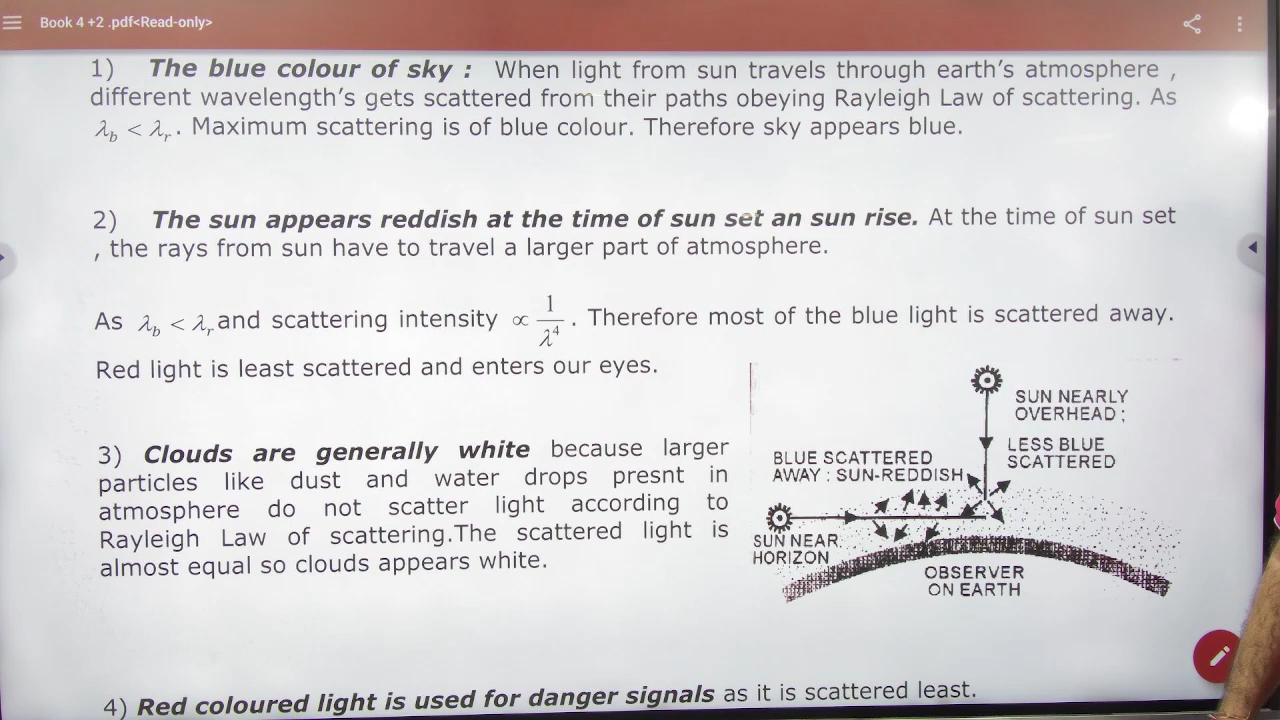 Book 4 +2 .pdf<Read-only>
1) The blue colour of sky : When light from sun travels through earth's atmosphere ,
different wavelength's gets scattered from their paths obeying Rayleigh Law of scattering. As
λb < λr. Maximum scattering is of blue colour. Therefore sky appears blue.
2) The sun appears reddish at the time of sun set an sun rise. At the time of sun set
, the rays from sun have to travel a larger part of atmosphere.
As λb < λr and scattering intensity ∝ 1/λ⁴ . Therefore most of the blue light is scattered away.
Red light is least scattered and enters our eyes.
3) Clouds are generally white because larger
particles like dust and water drops presnt in
atmosphere do not scatter light according to
Rayleigh Law of scattering.The scattered light is
almost equal so clouds appears white.
SUN NEARLY
OVERHEAD ;
LESS BLUE
SCATTERED
BLUE SCATTERED
AWAY : SUN-REDDISH
SUN NEAR
HORIZON
OBSERVER
ON EARTH
4) Red coloured light is used for danger signals as it is scattered least.